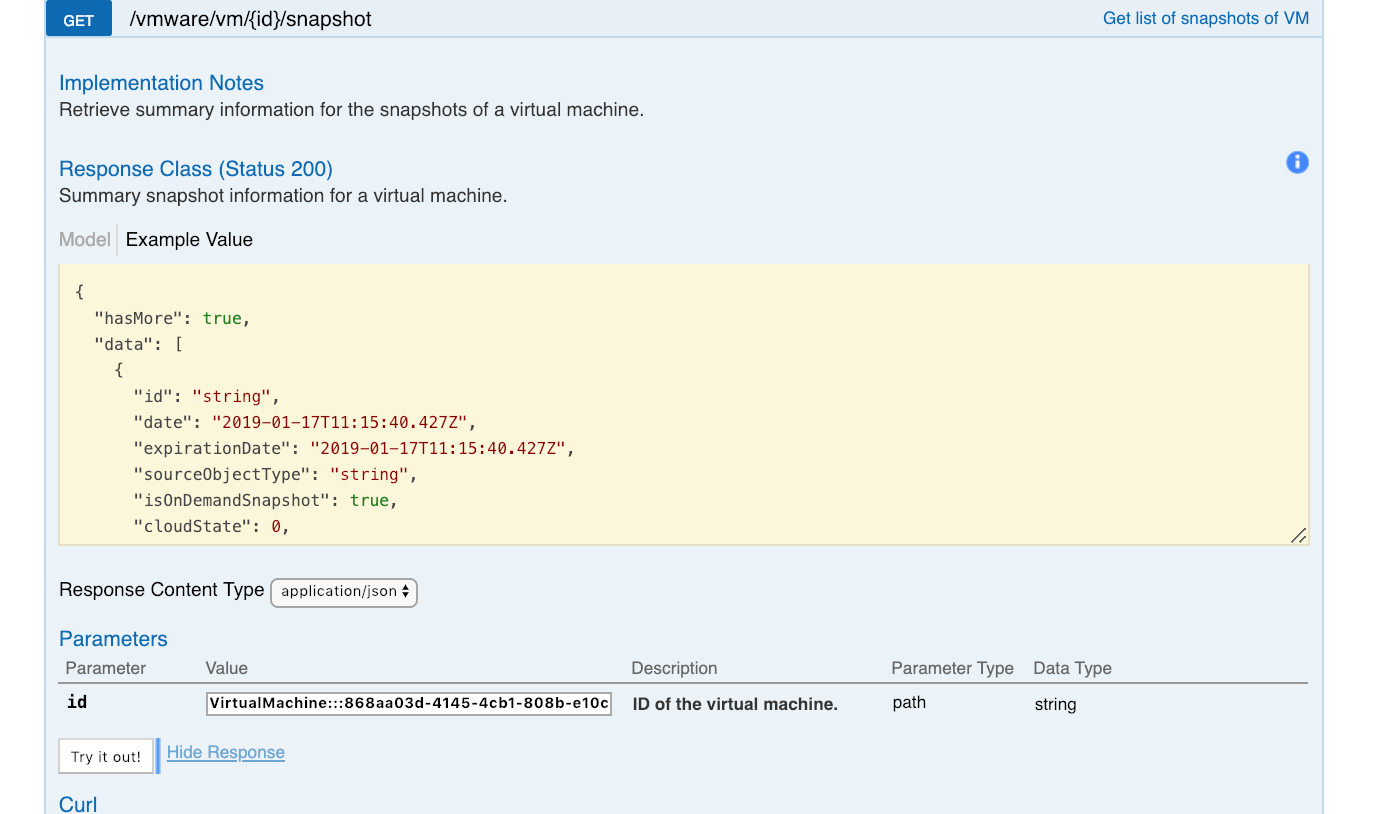 GET /vmware/vm/{id}/snapshot Get list of snapshots of VM
Implementation Notes
Retrieve summary information for the snapshots of a virtual machine.
Response Class (Status 200)
Summary snapshot information for a virtual machine.
Model Example Value
{
  "hasMore": true,
  "data": [
    {
      "id": "string",
      "date": "2019-01-17T11:15:40.427Z",
      "expirationDate": "2019-01-17T11:15:40.427Z",
      "sourceObjectType": "string",
      "isOnDemandSnapshot": true,
      "cloudState": 0,
Response Content Type application/json
Parameters
Parameter Value Description Parameter Type Data Type
id VirtualMachine:::868aa03d-4145-4cb1-808b-e10c ID of the virtual machine. path string
Try it out! Hide Response
Curl